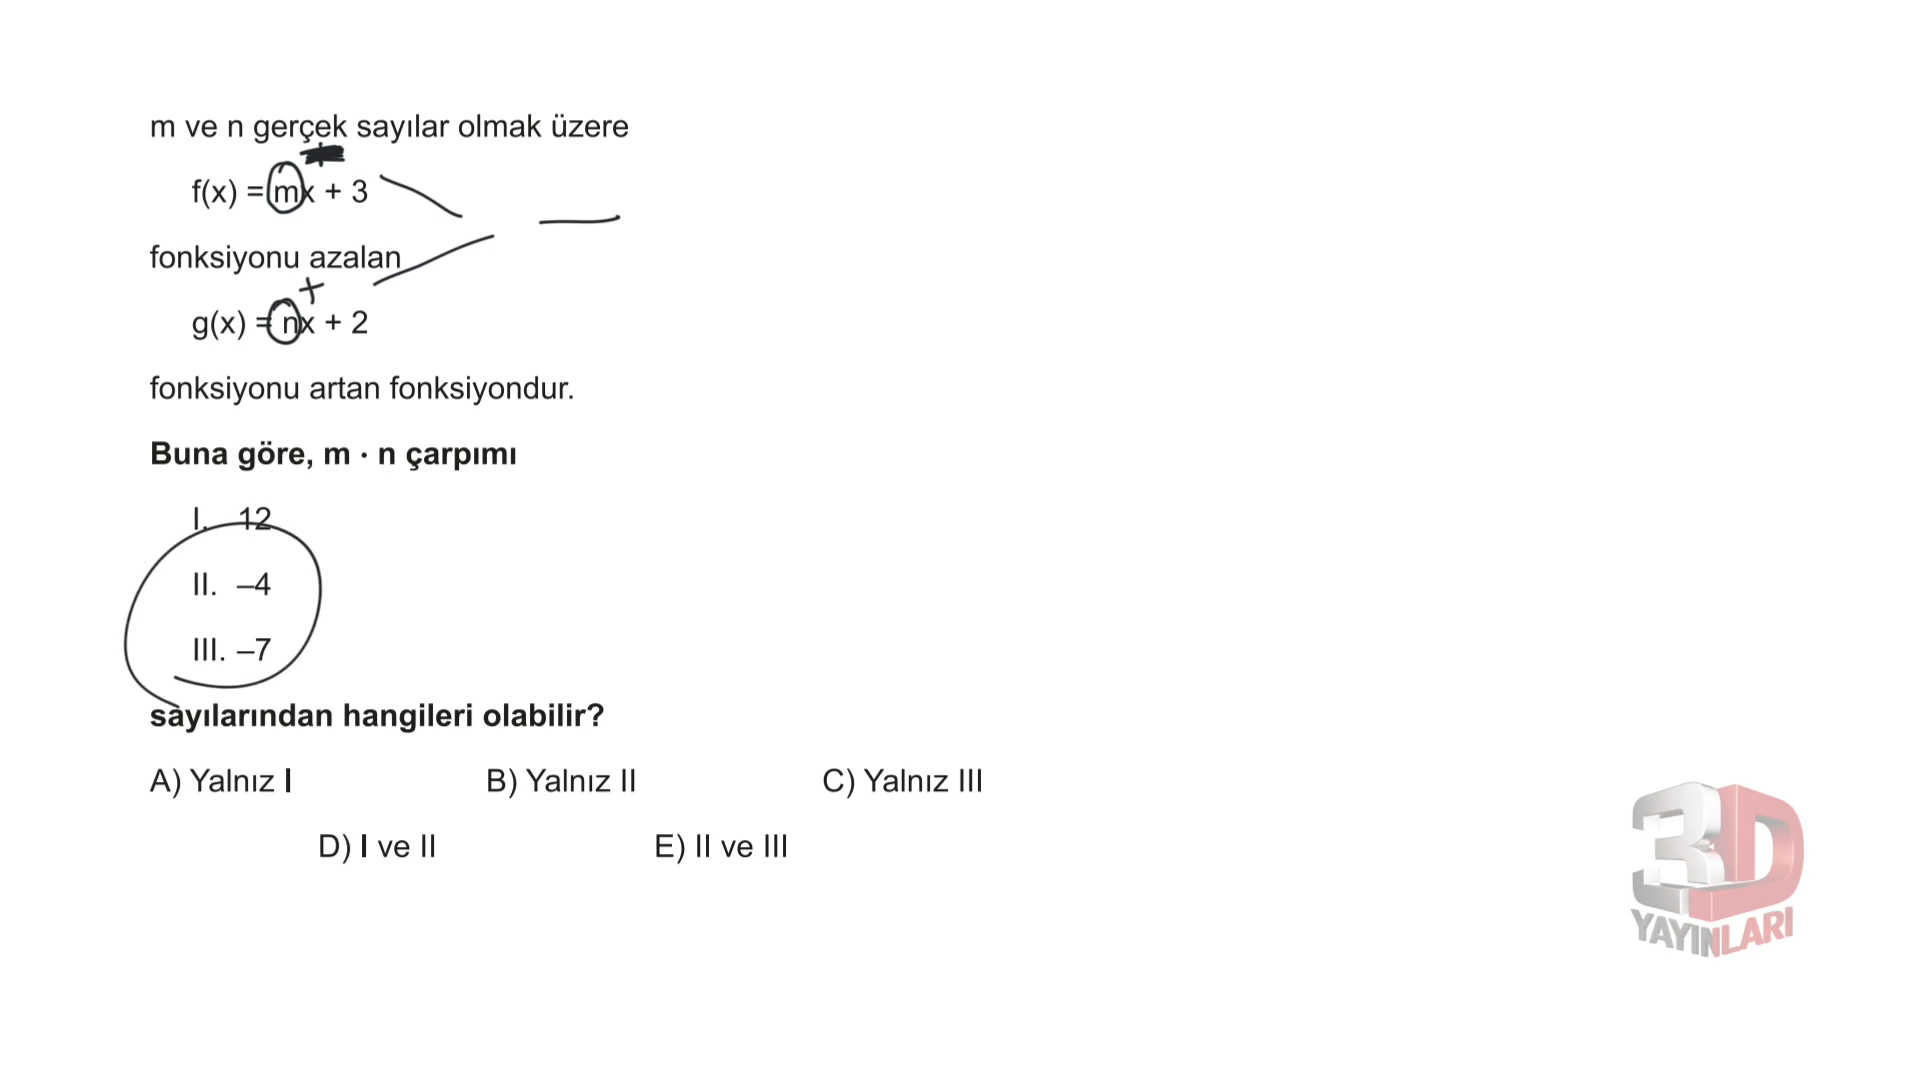 m ve n gerçek sayılar olmak üzere
f(x) = mx + 3
fonksiyonu azalan
+
g(x) = nx + 2
fonksiyonu artan fonksiyondur.
Buna göre, m · n çarpımı
I. 12
II. –4
III. –7
sayılarından hangileri olabilir?
A) Yalnız I B) Yalnız II C) Yalnız III
D) I ve II E) II ve III
3D
YAYINLARI